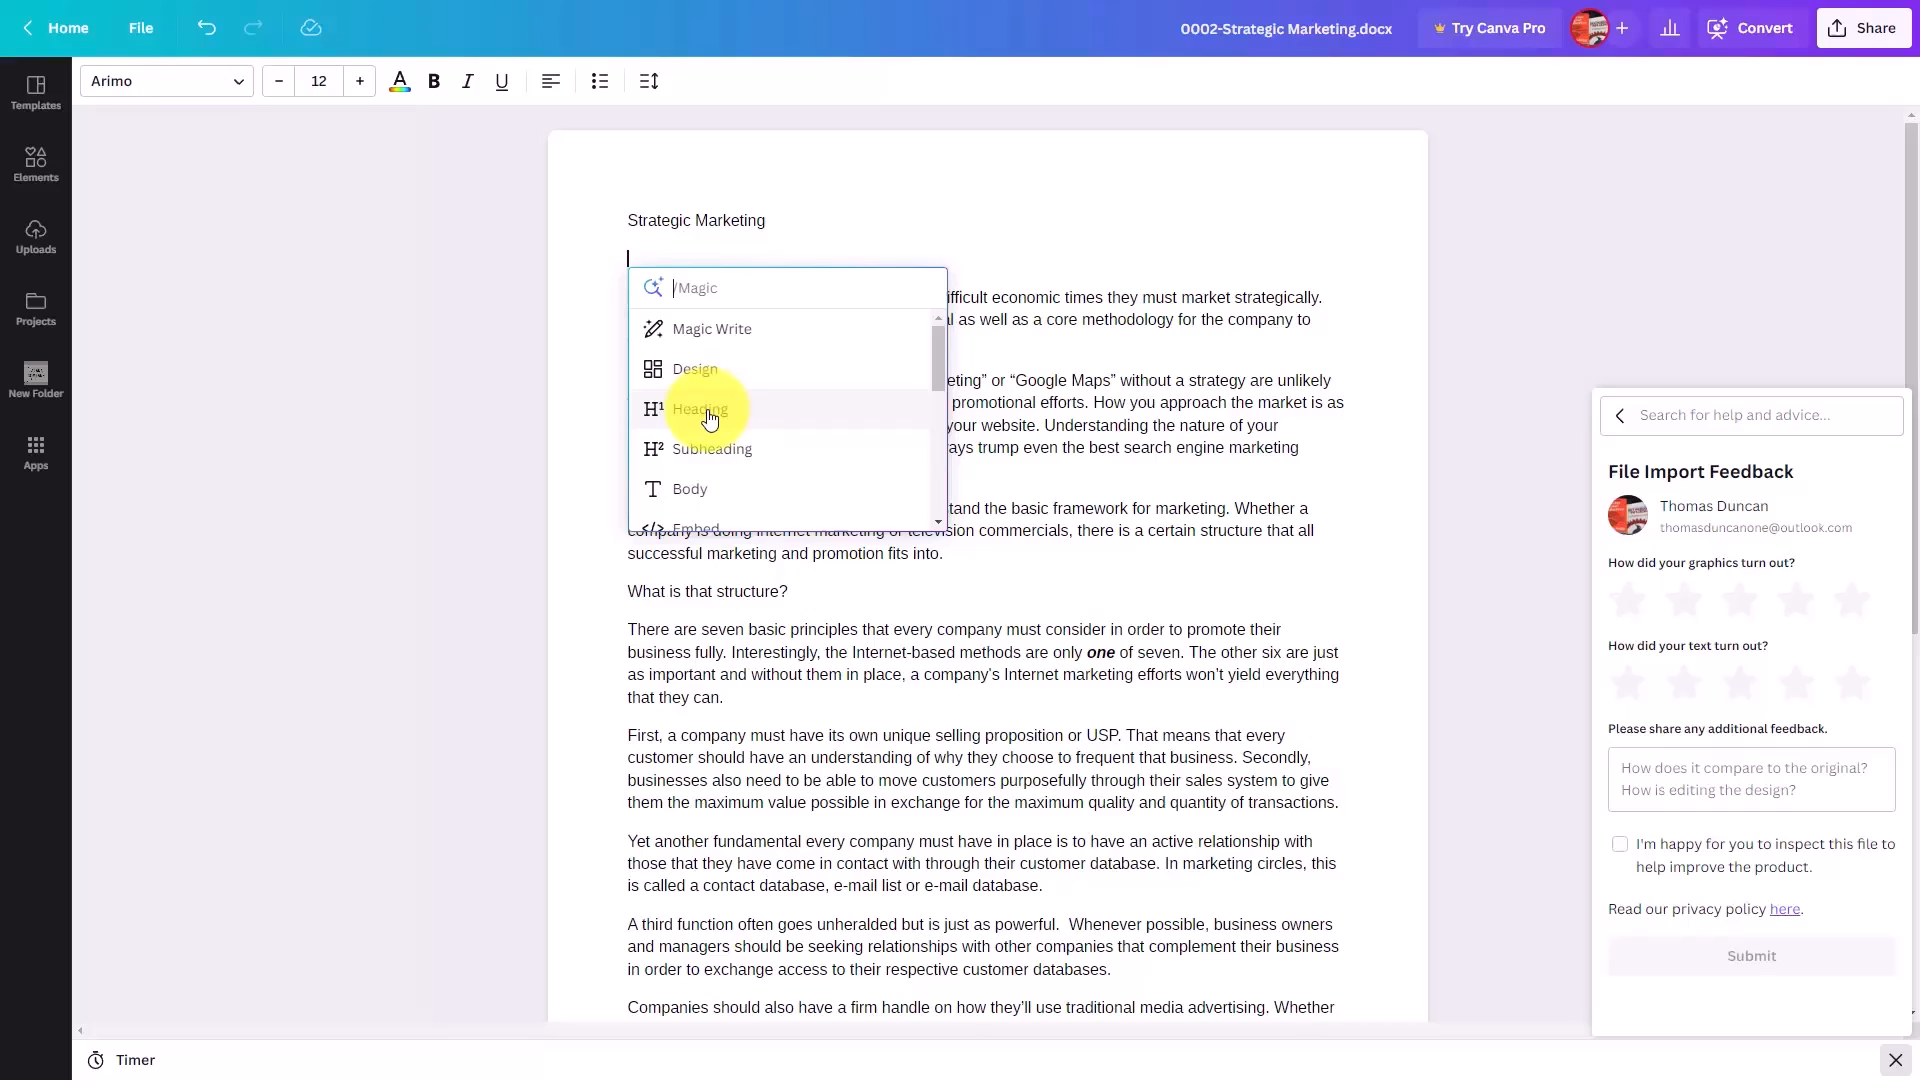 Home
File
0002-Strategic Marketing.docx
Try Canva Pro
Convert
Share
Arimo
− 12 +
A B I U
Templates
Elements
Uploads
Projects
New Folder
Apps
Strategic Marketing
/Magic
Magic Write
Design
H¹ Heading
H² Subheading
T Body
</> Embed
difficult economic times they must market strategically.
as well as a core methodology for the company to
eting” or “Google Maps” without a strategy are unlikely
promotional efforts. How you approach the market is as
your website. Understanding the nature of your
ays trump even the best search engine marketing
stand the basic framework for marketing. Whether a
company is doing Internet marketing or television commercials, there is a certain structure that all
successful marketing and promotion fits into.
What is that structure?
There are seven basic principles that every company must consider in order to promote their
business fully. Interestingly, the Internet-based methods are only one of seven. The other six are just
as important and without them in place, a company’s Internet marketing efforts won’t yield everything
that they can.
First, a company must have its own unique selling proposition or USP. That means that every
customer should have an understanding of why they choose to frequent that business. Secondly,
businesses also need to be able to move customers purposefully through their sales system to give
them the maximum value possible in exchange for the maximum quality and quantity of transactions.
Yet another fundamental every company must have in place is to have an active relationship with
those that they have come in contact with through their customer database. In marketing circles, this
is called a contact database, e-mail list or e-mail database.
A third function often goes unheralded but is just as powerful.  Whenever possible, business owners
and managers should be seeking relationships with other companies that complement their business
in order to exchange access to their respective customer databases.
Companies should also have a firm handle on how they’ll use traditional media advertising. Whether
Search for help and advice...
File Import Feedback
Thomas Duncan
thomasduncanone@outlook.com
How did your graphics turn out?
How did your text turn out?
Please share any additional feedback.
How does it compare to the original?
How is editing the design?
I'm happy for you to inspect this file to
help improve the product.
Read our privacy policy here.
Submit
Timer